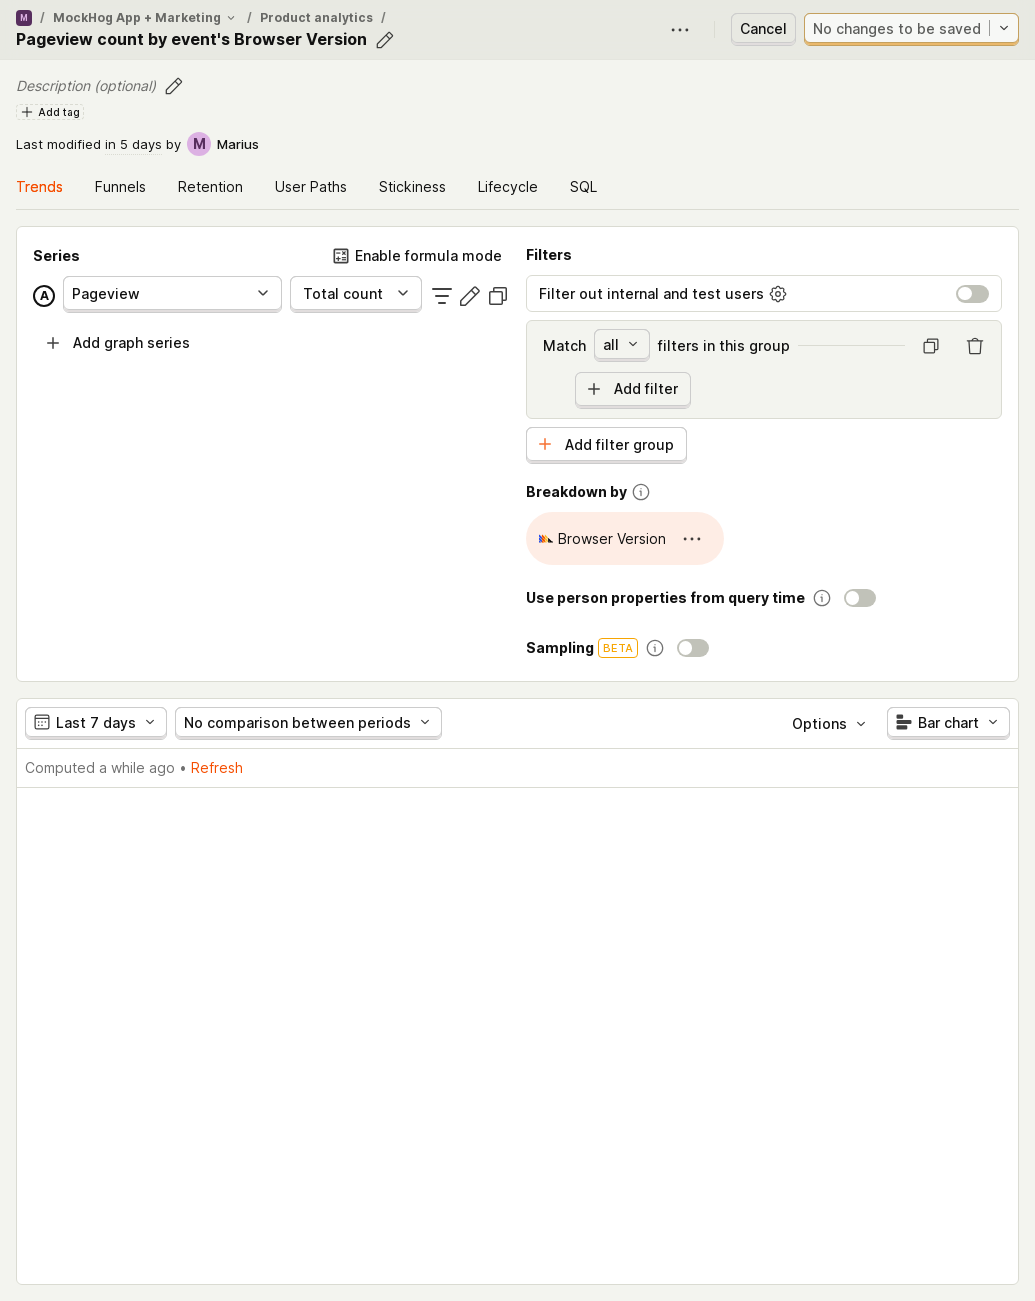 M / MockHog App + Marketing / Product analytics /
Pageview count by event's Browser Version
Cancel
No changes to be saved
Description (optional)
Add tag
Last modified in 5 days by M Marius
Trends Funnels Retention User Paths Stickiness Lifecycle SQL
Series
Enable formula mode
A Pageview Total count
Add graph series
Filters
Filter out internal and test users
Match all filters in this group
Add filter
Add filter group
Breakdown by
Browser Version
Use person properties from query time
Sampling BETA
Last 7 days No comparison between periods Options Bar chart
Computed a while ago • Refresh